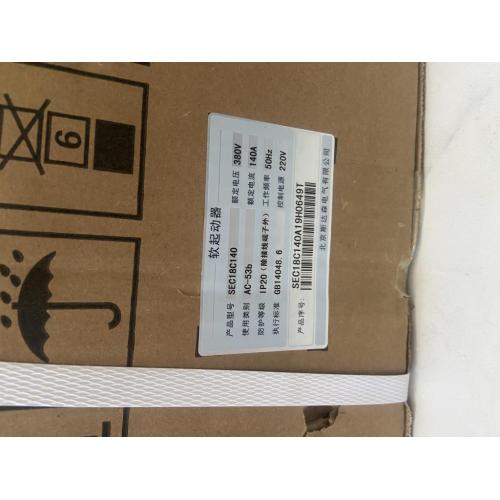 软起动器
产品型号 SEC18C140 额定电压 380V
使用类别 AC-53b 额定电流 140A
防护等级 IP20（除接线端子外） 工作频率 50Hz
执行标准 GB14048.6 控制电源 220V
产品序号: SEC18C140A19H0649T
北京斯达森电气有限公司
6